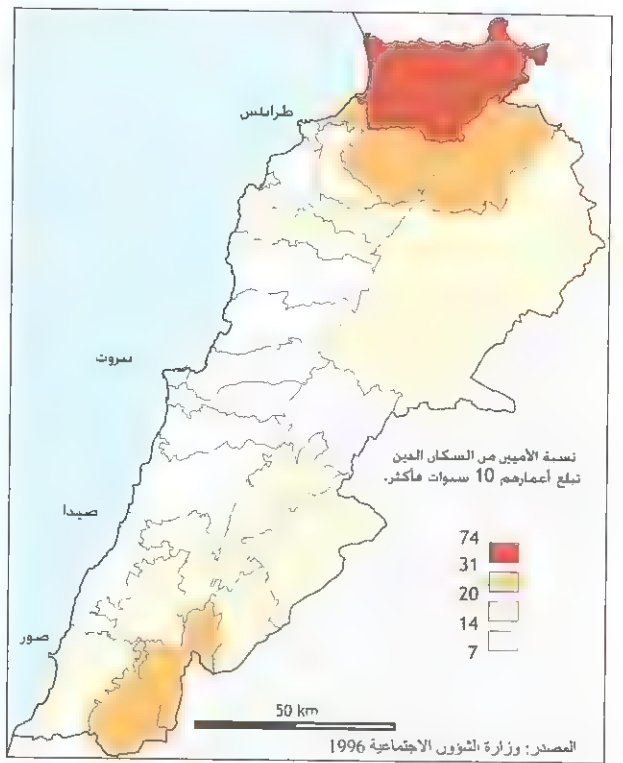 طرابلس
بيروت
صيدا
صور
نسبة الأميين من السكان الذين
تبلغ أعمارهم 10 سنوات فأكثر.
74
31
20
14
7
50 km
المصدر: وزارة الشؤون الاجتماعية 1996